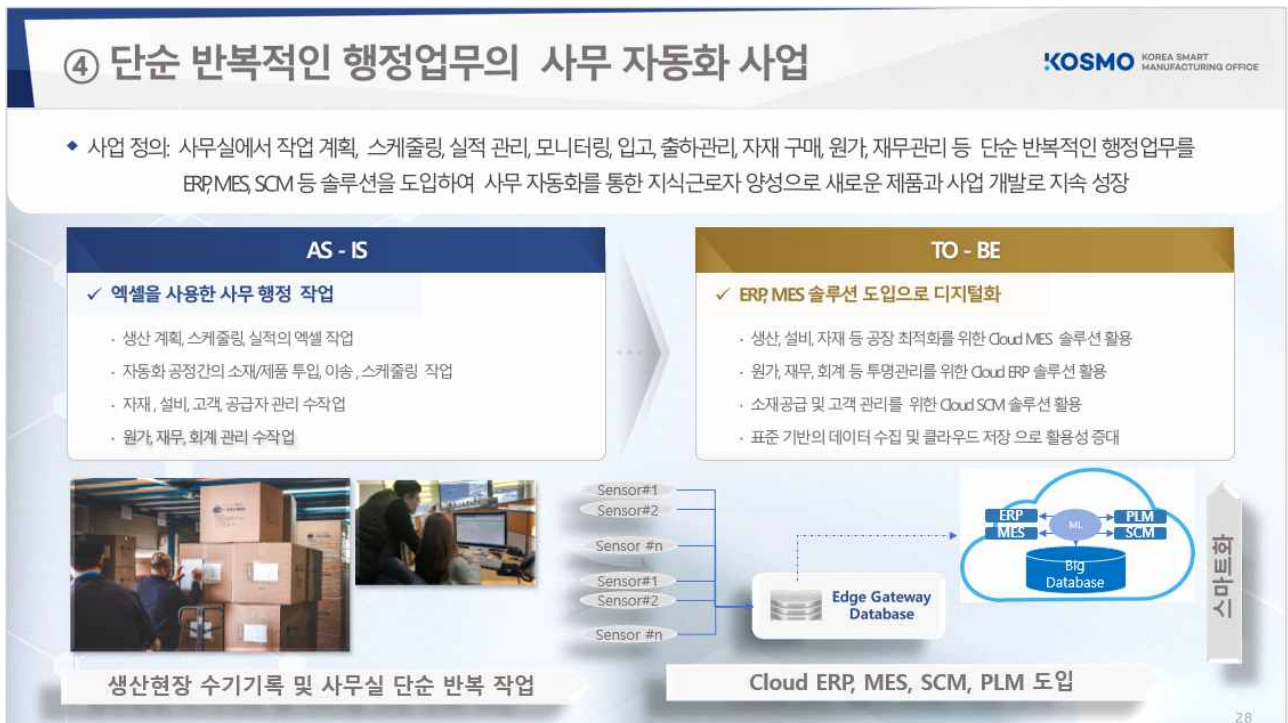 ④ 단순 반복적인 행정업무의 사무 자동화 사업
KOSMO KOREA SMART
MANUFACTURING OFFICE
◆ 사업 정의: 사무실에서 작업 계획, 스케줄링, 실적 관리, 모니터링, 입고, 출하관리, 자재 구매, 원가, 재무관리 등 단순 반복적인 행정업무를
ERP,MES, SCM 등 솔루션을 도입하여 사무 자동화를 통한 지식근로자 양성으로 새로운 제품과 사업 개발로 지속 성장
AS - IS
✓ 엑셀을 사용한 사무 행정 작업
· 생산 계획, 스케줄링, 실적의 엑셀 작업
· 자동화 공정간의 소재/제품 투입, 이송 , 스케줄링 작업
· 자재 , 설비, 고객, 공급자 관리 수작업
· 원가, 재무, 회계 관리 수작업
TO - BE
✓ ERP, MES 솔루션 도입으로 디지털화
· 생산, 설비, 자재 등 공장 최적화를 위한 Cloud MES 솔루션 활용
· 원가, 재무, 회계 등 투명관리를 위한 Cloud ERP 솔루션 활용
· 소재공급 및 고객 관리를 위한 Cloud SCM 솔루션 활용
· 표준 기반의 데이터 수집 및 클라우드 저장 으로 활용성 증대
Sensor#1
Sensor#2
Sensor #n
Sensor#1
Sensor#2
Sensor #n
Edge Gateway
Database
ERP
MES
ML
PLM
SCM
Big
Database
스마트화
생산현장 수기기록 및 사무실 단순 반복 작업
Cloud ERP, MES, SCM, PLM 도입
28